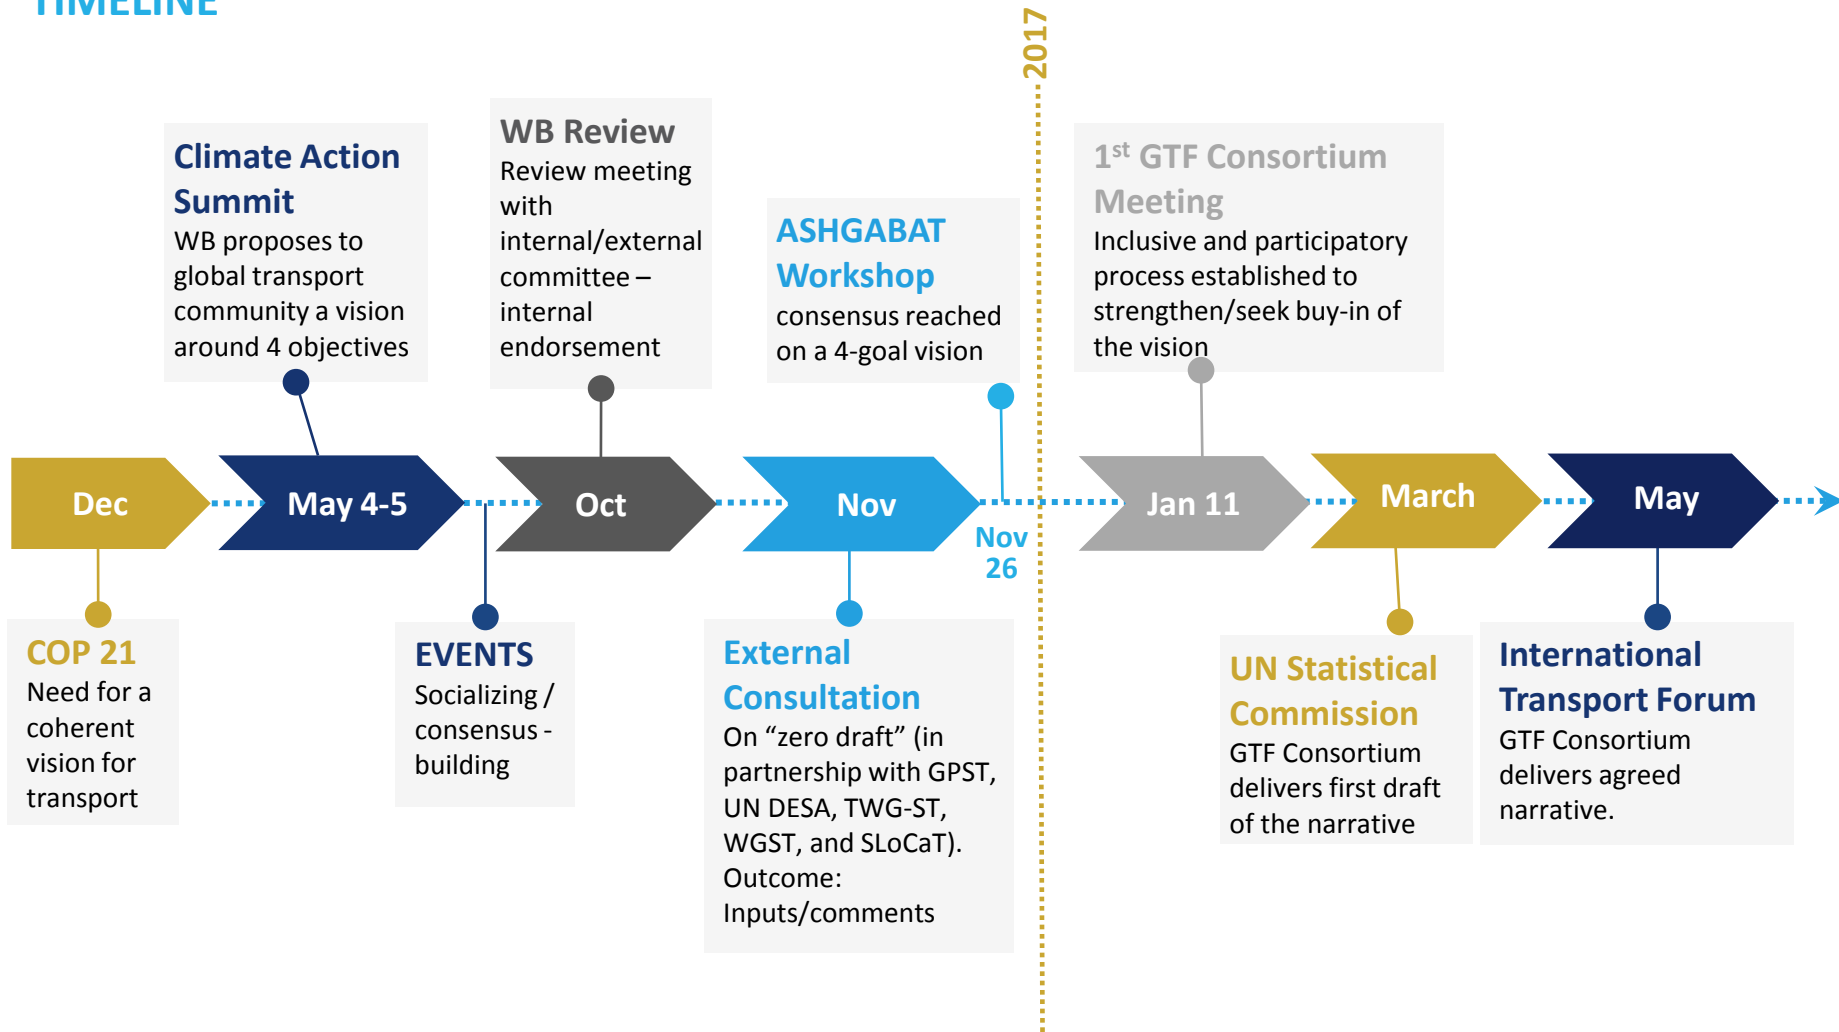 TIMELINE
2017
Climate Action
Summit
WB proposes to
global transport
community a vision
around 4 objectives
WB Review
Review meeting
with
internal/external
committee –
internal
endorsement
ASHGABAT
Workshop
consensus reached
on a 4-goal vision
1st GTF Consortium
Meeting
Inclusive and participatory
process established to
strengthen/seek buy-in of
the vision
Dec
May 4-5
Oct
Nov
Nov
26
Jan 11
March
May
COP 21
Need for a
coherent
vision for
transport
EVENTS
Socializing /
consensus -
building
External
Consultation
On “zero draft” (in
partnership with GPST,
UN DESA, TWG-ST,
WGST, and SLoCaT).
Outcome:
Inputs/comments
UN Statistical
Commission
GTF Consortium
delivers first draft
of the narrative
International
Transport Forum
GTF Consortium
delivers agreed
narrative.